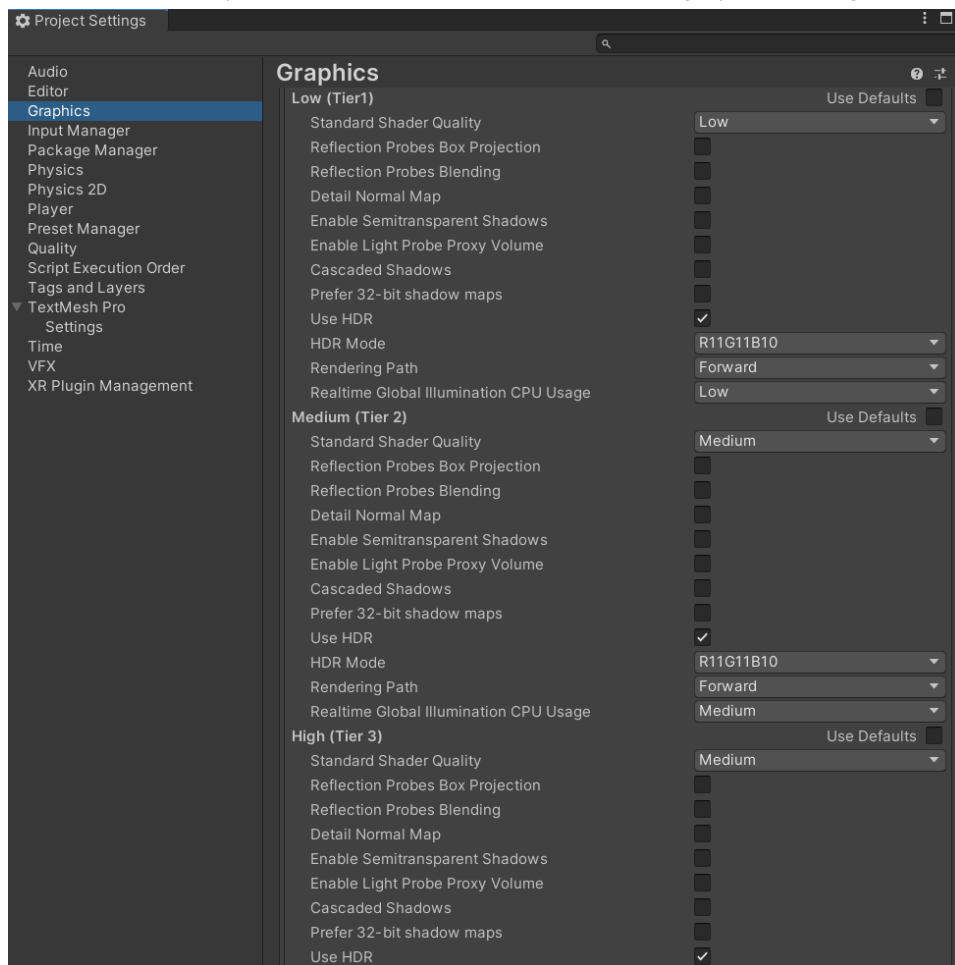 Project Settings
Audio
Editor
Graphics
Input Manager
Package Manager
Physics
Physics 2D
Player
Preset Manager
Quality
Script Execution Order
Tags and Layers
TextMesh Pro
Settings
Time
VFX
XR Plugin Management
Graphics
Low (Tier1) Use Defaults
Standard Shader Quality Low
Reflection Probes Box Projection
Reflection Probes Blending
Detail Normal Map
Enable Semitransparent Shadows
Enable Light Probe Proxy Volume
Cascaded Shadows
Prefer 32-bit shadow maps
Use HDR
HDR Mode R11G11B10
Rendering Path Forward
Realtime Global Illumination CPU Usage Low
Medium (Tier 2) Use Defaults
Standard Shader Quality Medium
Reflection Probes Box Projection
Reflection Probes Blending
Detail Normal Map
Enable Semitransparent Shadows
Enable Light Probe Proxy Volume
Cascaded Shadows
Prefer 32-bit shadow maps
Use HDR
HDR Mode R11G11B10
Rendering Path Forward
Realtime Global Illumination CPU Usage Medium
High (Tier 3) Use Defaults
Standard Shader Quality Medium
Reflection Probes Box Projection
Reflection Probes Blending
Detail Normal Map
Enable Semitransparent Shadows
Enable Light Probe Proxy Volume
Cascaded Shadows
Prefer 32-bit shadow maps
Use HDR